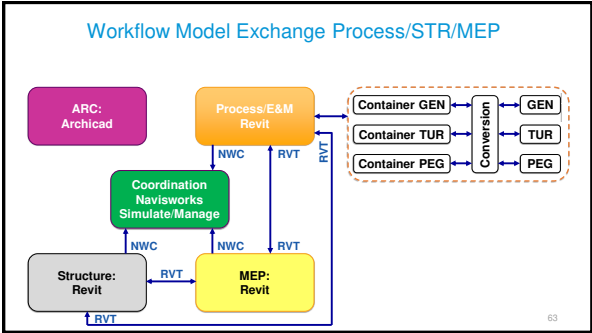 Workflow Model Exchange Process/STR/MEP
ARC:
Archicad
Process/E&M
Revit
Container GEN
Container TUR
Container PEG
Conversion
GEN
TUR
PEG
NWC
RVT
RVT
Coordination
Navisworks
Simulate/Manage
NWC
NWC
RVT
Structure:
Revit
RVT
MEP:
Revit
RVT
63